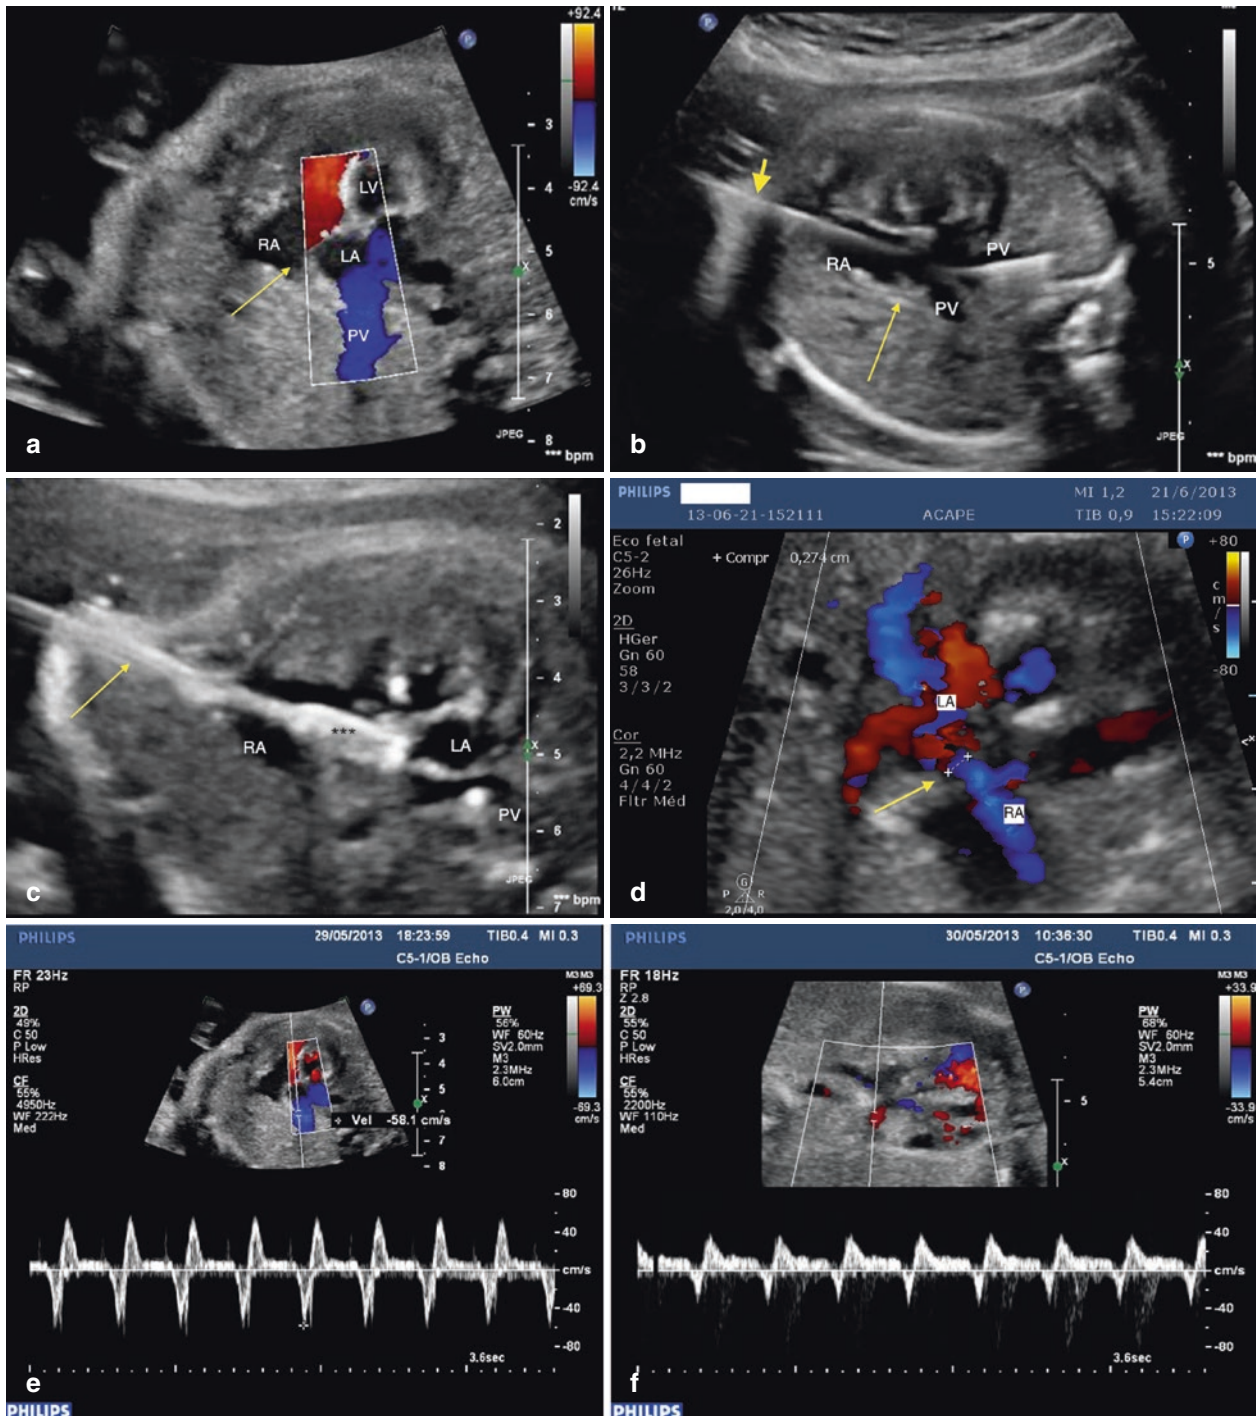 +92.4
P
3
LV
4
-92.4
cm/s
RA
5
X
LA
6
PV
7
JPEG
8
a
*** bpm
P
PV
5
RA
PV
X
JPEG
b
*** bpm
2
3
4
***
RA
LA
X
5
PV
6
JPEG
c
7
*** bpm
PHILIPS
MI 1,2 21/6/2013
13-06-21-152111 ACAPE TIB 0,9 15:22:09
Eco fetal
C5-2
26Hz
Zoom
+ Compr 0,274 cm
P
+80
c
m
/
s
-80
2D
HGer
Gn 60
58
3/3/2
LA
Cor
2,2 MHz
Gn 60
4/4/2
Fltr Méd
RA
G
P R
2,0/4,0
d
PHILIPS
29/05/2013 18:23:59 TIB0.4 MI 0.3
C5-1/OB Echo
FR 23Hz
RP
M3 M3
+69.3
P
2D
49%
C 50
P Low
HRes
PW
56%
WF 60Hz
SV2.0mm
M3
2.3MHz
6.0cm
3
4
5
X
7
8
CF
55%
4950Hz
WF 222Hz
Med
-69.3
cm/s
Vel -58.1 cm/s
80
40
cm/s
-40
-80
3.6sec
e
PHILIPS
PHILIPS
30/05/2013 10:36:30 TIB0.4 MI 0.3
C5-1/OB Echo
FR 18Hz
RP
Z 2.8
M3 M3
+33.9
P
2D
55%
C 50
P Low
HRes
PW
68%
WF 60Hz
SV2.0mm
M3
2.3MHz
5.4cm
5
X
CF
55%
2200Hz
WF 110Hz
Med
-33.9
cm/s
80
40
cm/s
-40
-80
3.6sec
f
PHILIPS